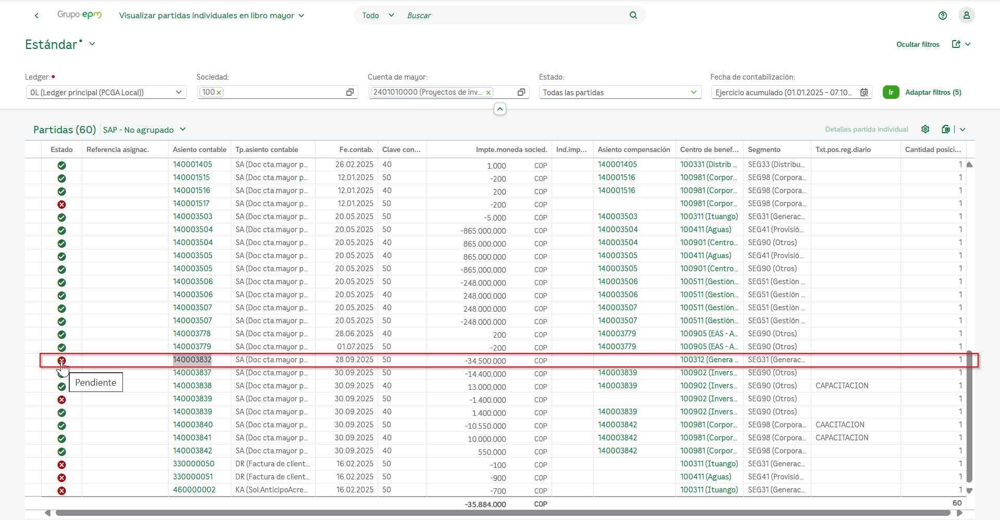 Grupo·epm Visualizar partidas individuales en libro mayor Todo Buscar
Estándar* Ocultar filtros
Ledger: Sociedad: Cuenta de mayor: Estado: Fecha de contabilización:
0L (Ledger principal (PCGA Local)) 100 2401010000 (Proyectos de inv... Todas las partidas Ejercicio acumulado (01.01.2025 – 07.10... Ir Adaptar filtros (5)
Partidas (60) SAP - No agrupado Detalles partida individual
Estado Referencia asignac. Asiento contable Tp.asiento contable Fe.contab. Clave con... Impte.moneda socied. Ind.imp... Asiento compensación Centro de benef... Segmento Txt.pos.reg.diario Cantidad posici...
140001405 SA (Doc cta.mayor p... 26.02.2025 40 1.000 COP 140001405 100331 (Distrib ... SEG33 (Distribu... 1
140001515 SA (Doc cta.mayor p... 12.01.2025 50 -200 COP 140001516 100981 (Corpor... SEG98 (Corpora... 1
140001516 SA (Doc cta.mayor p... 12.01.2025 40 200 COP 140001516 100981 (Corpor... SEG98 (Corpora... 1
140001517 SA (Doc cta.mayor p... 12.01.2025 50 -200 COP 100981 (Corpor... SEG98 (Corpora... 1
140003503 SA (Doc cta.mayor p... 20.05.2025 50 -5.000 COP 140003503 100311 (Ituango) SEG31 (Generac... 1
140003504 SA (Doc cta.mayor p... 20.05.2025 50 -865.000.000 COP 140003504 100411 (Aguas) SEG41 (Provisió... 1
140003504 SA (Doc cta.mayor p... 20.05.2025 40 865.000.000 COP 140003504 100901 (Centro... SEG90 (Otros) 1
140003505 SA (Doc cta.mayor p... 20.05.2025 40 865.000.000 COP 140003505 100411 (Aguas) SEG41 (Provisió... 1
140003505 SA (Doc cta.mayor p... 20.05.2025 50 -865.000.000 COP 140003505 100901 (Centro... SEG90 (Otros) 1
140003506 SA (Doc cta.mayor p... 20.05.2025 50 -248.000.000 COP 140003506 100511 (Gestión... SEG51 (Gestión ... 1
140003506 SA (Doc cta.mayor p... 20.05.2025 40 248.000.000 COP 140003506 100511 (Gestión... SEG51 (Gestión ... 1
140003507 SA (Doc cta.mayor p... 20.05.2025 40 248.000.000 COP 140003507 100511 (Gestión... SEG51 (Gestión ... 1
140003507 SA (Doc cta.mayor p... 20.05.2025 50 -248.000.000 COP 140003507 100511 (Gestión... SEG51 (Gestión ... 1
140003778 SA (Doc cta.mayor p... 28.06.2025 40 200 COP 140003779 100905 (EAS - A... SEG90 (Otros) 1
140003779 SA (Doc cta.mayor p... 01.07.2025 50 -200 COP 140003779 100905 (EAS - A... SEG90 (Otros) 1
140003832 SA (Doc cta.mayor p... 28.09.2025 50 -34.500.000 COP 100312 (Genera ... SEG31 (Generac... 1
140003837 SA (Doc cta.mayor p... 30.09.2025 50 -14.400.000 COP 140003839 100902 (Invers... SEG90 (Otros) 1
Pendiente
140003838 SA (Doc cta.mayor p... 30.09.2025 40 13.000.000 COP 140003839 100902 (Invers... SEG90 (Otros) CAPACITACION 1
140003839 SA (Doc cta.mayor p... 30.09.2025 50 -1.400.000 COP 100902 (Invers... SEG90 (Otros) 1
140003839 SA (Doc cta.mayor p... 30.09.2025 40 1.400.000 COP 140003839 100902 (Invers... SEG90 (Otros) 1
140003840 SA (Doc cta.mayor p... 30.09.2025 50 -10.550.000 COP 140003842 100981 (Corpor... SEG98 (Corpora... CAACITACION 1
140003841 SA (Doc cta.mayor p... 30.09.2025 40 10.000.000 COP 140003842 100981 (Corpor... SEG98 (Corpora... CAPACITACION 1
140003842 SA (Doc cta.mayor p... 30.09.2025 40 550.000 COP 140003842 100981 (Corpor... SEG98 (Corpora... 1
330000050 DR (Factura de client... 16.02.2025 50 -100 COP 100311 (Ituango) SEG31 (Generac... 1
330000051 DR (Factura de client... 16.02.2025 50 -900 COP 100411 (Aguas) SEG41 (Provisió... 1
460000002 KA (Sol.AnticipoAcre... 16.02.2025 50 -700 COP 100311 (Ituango) SEG31 (Generac... 1
-35.884.000 COP 60